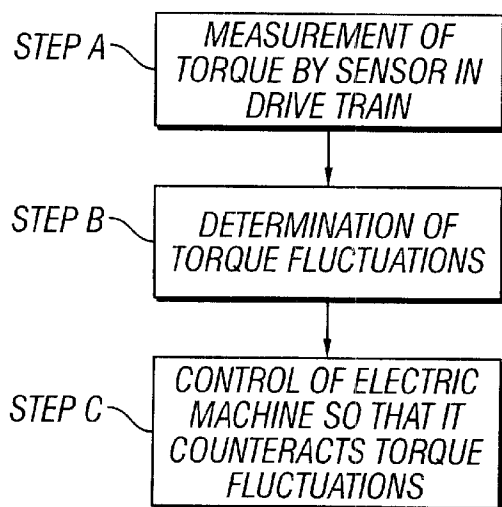 STEP A
MEASUREMENT OF
TORQUE BY SENSOR IN
DRIVE TRAIN
STEP B
DETERMINATION OF
TORQUE FLUCTUATIONS
STEP C
CONTROL OF ELECTRIC
MACHINE SO THAT IT
COUNTERACTS TORQUE
FLUCTUATIONS